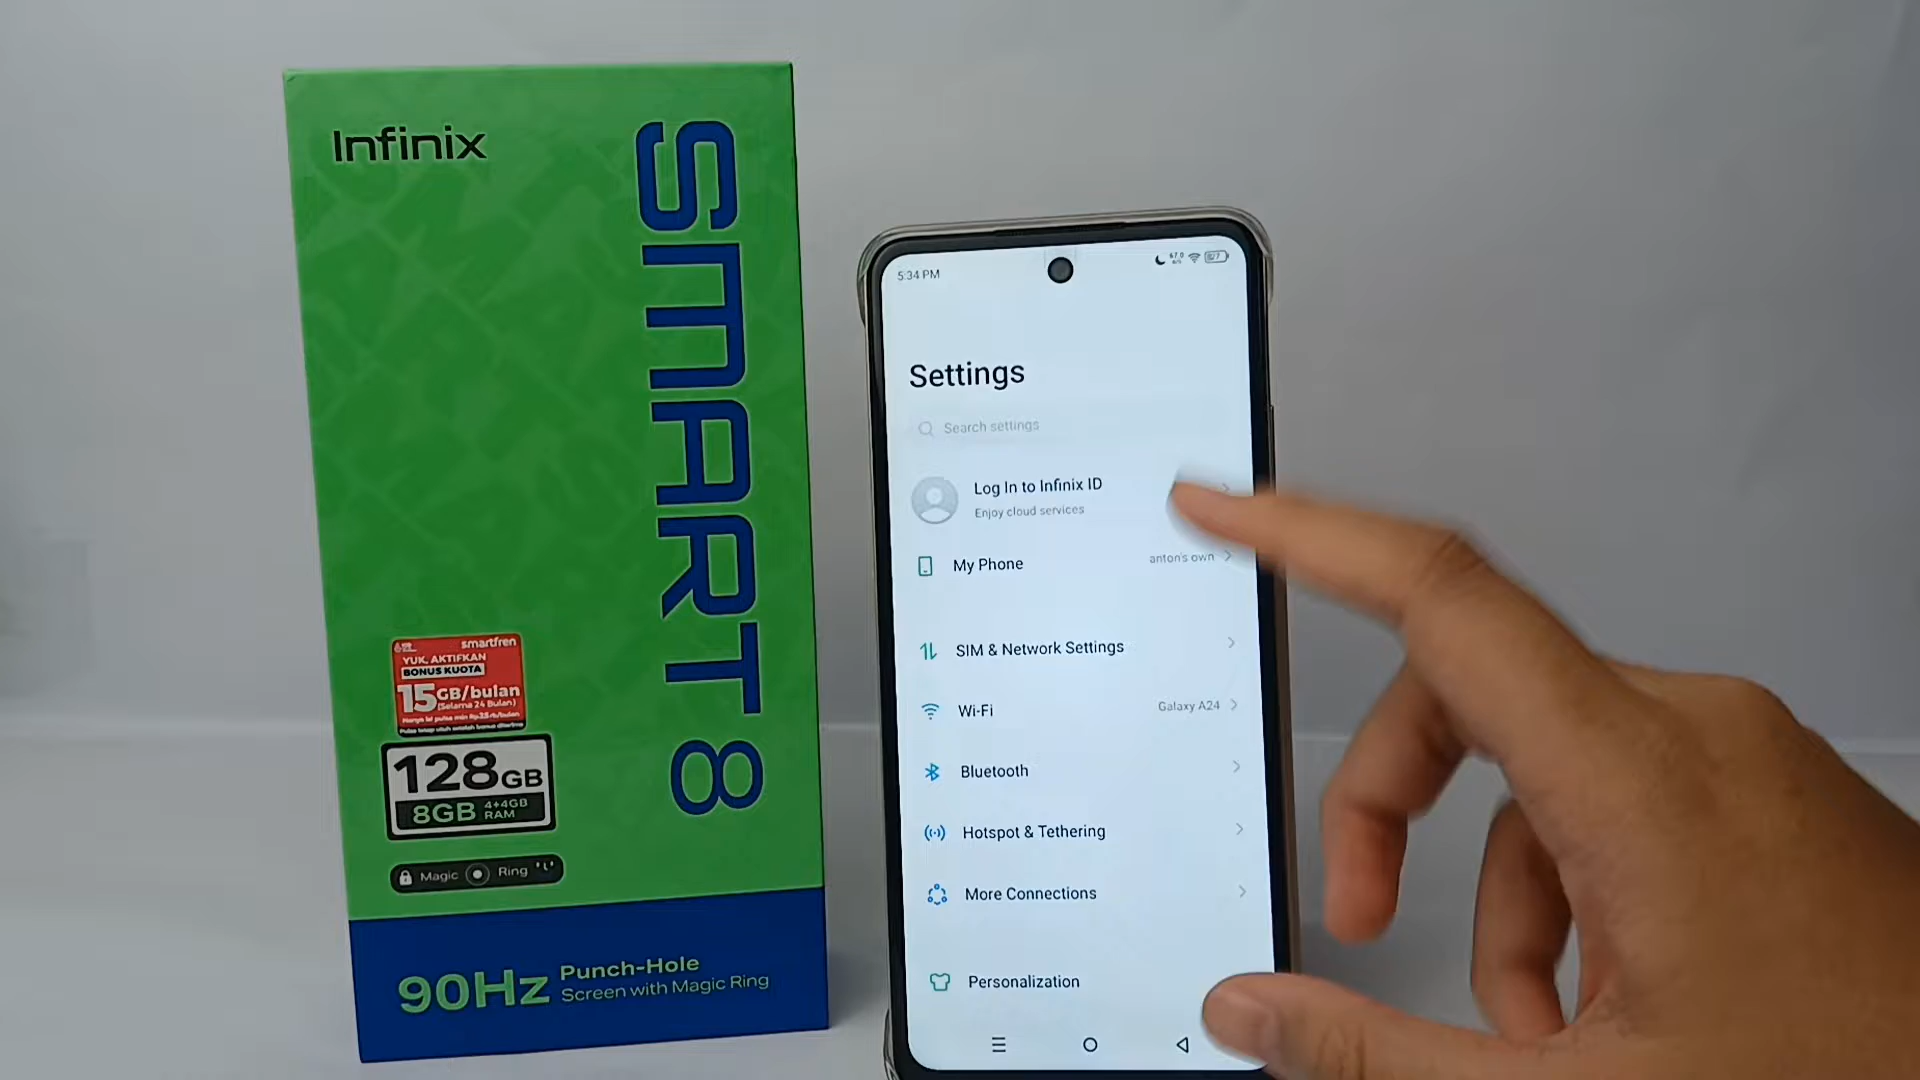 Infinix
SMART 8
smartfren
YUK, AKTIFKAN
BONUS KUOTA
15GB/bulan
(Selama 24 Bulan)
128GB
8GB 4+4GB RAM
Magic Ring
90Hz Punch-Hole
Screen with Magic Ring
5:34 PM
Settings
Search settings
Log In to Infinix ID
Enjoy cloud services
My Phone anton's own
SIM & Network Settings
Wi-Fi Galaxy A24
Bluetooth
Hotspot & Tethering
More Connections
Personalization